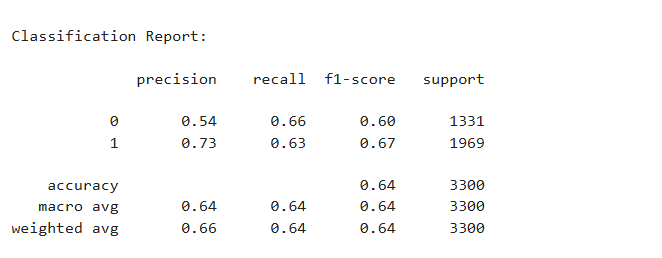 Classification Report:
precision recall f1-score support
0 0.54 0.66 0.60 1331
1 0.73 0.63 0.67 1969
accuracy 0.64 3300
macro avg 0.64 0.64 0.64 3300
weighted avg 0.66 0.64 0.64 3300